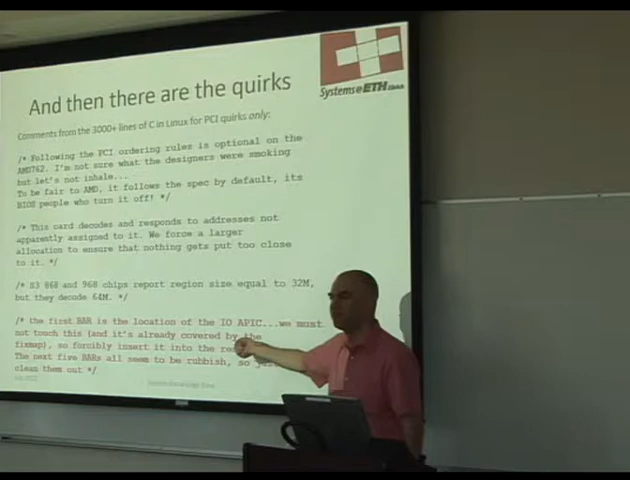 Systems@ETH Zürich
And then there are the quirks
Comments from the 3000+ lines of C in Linux for PCI quirks only:
/* Following the PCI ordering rules is optional on the
AMD762. I'm not sure what the designers were smoking
but let's not inhale...
To be fair to AMD, it follows the spec by default, its
BIOS people who turn it off! */
/* This card decodes and responds to addresses not
apparently assigned to it. We force a larger
allocation to ensure that nothing gets put too close
to it. */
/* S3 868 and 968 chips report region size equal to 32M,
but they decode 64M. */
/* the first BAR is the location of the IO APIC...we must
not touch this (and it's already covered by the
fixmap), so forcibly insert it into the
The next five BARs all seem to be rubbish, so
clean them out */